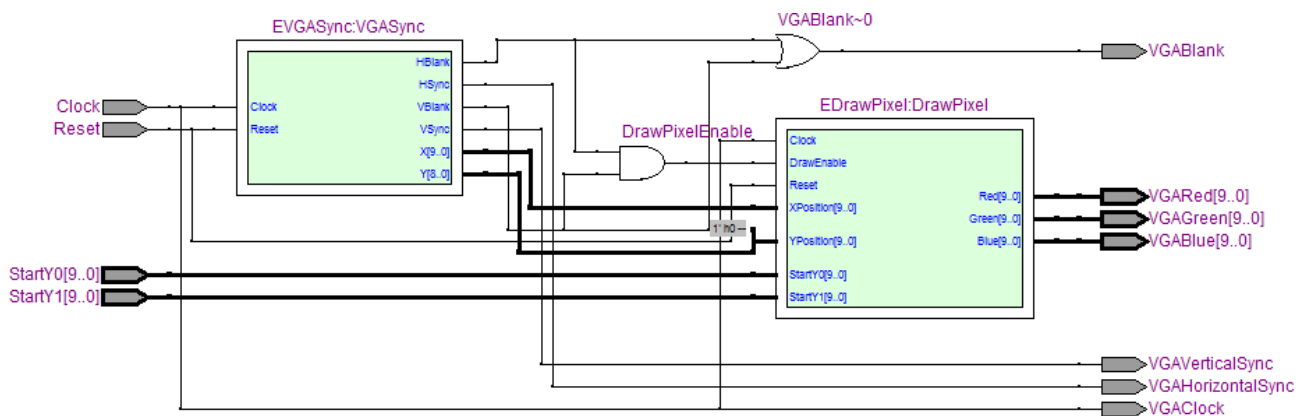 EVGASync:VGASync
VGABlank~0
HBlank
VGABlank
HSync
Clock
Clock
VBlank
EDrawPixel:DrawPixel
Reset
Reset
VSync
DrawPixelEnable
X[9..0]
Y[8..0]
Clock
DrawEnable
Reset
Red[9..0]
VGARed[9..0]
XPosition[9..0]
Green[9..0]
VGAGreen[9..0]
1' h0 --
YPosition[9..0]
Blue[9..0]
VGABlue[9..0]
StartY0[9..0]
StartY0[9..0]
StartY1[9..0]
StartY1[9..0]
VGAVerticalSync
VGAHorizontalSync
VGAClock